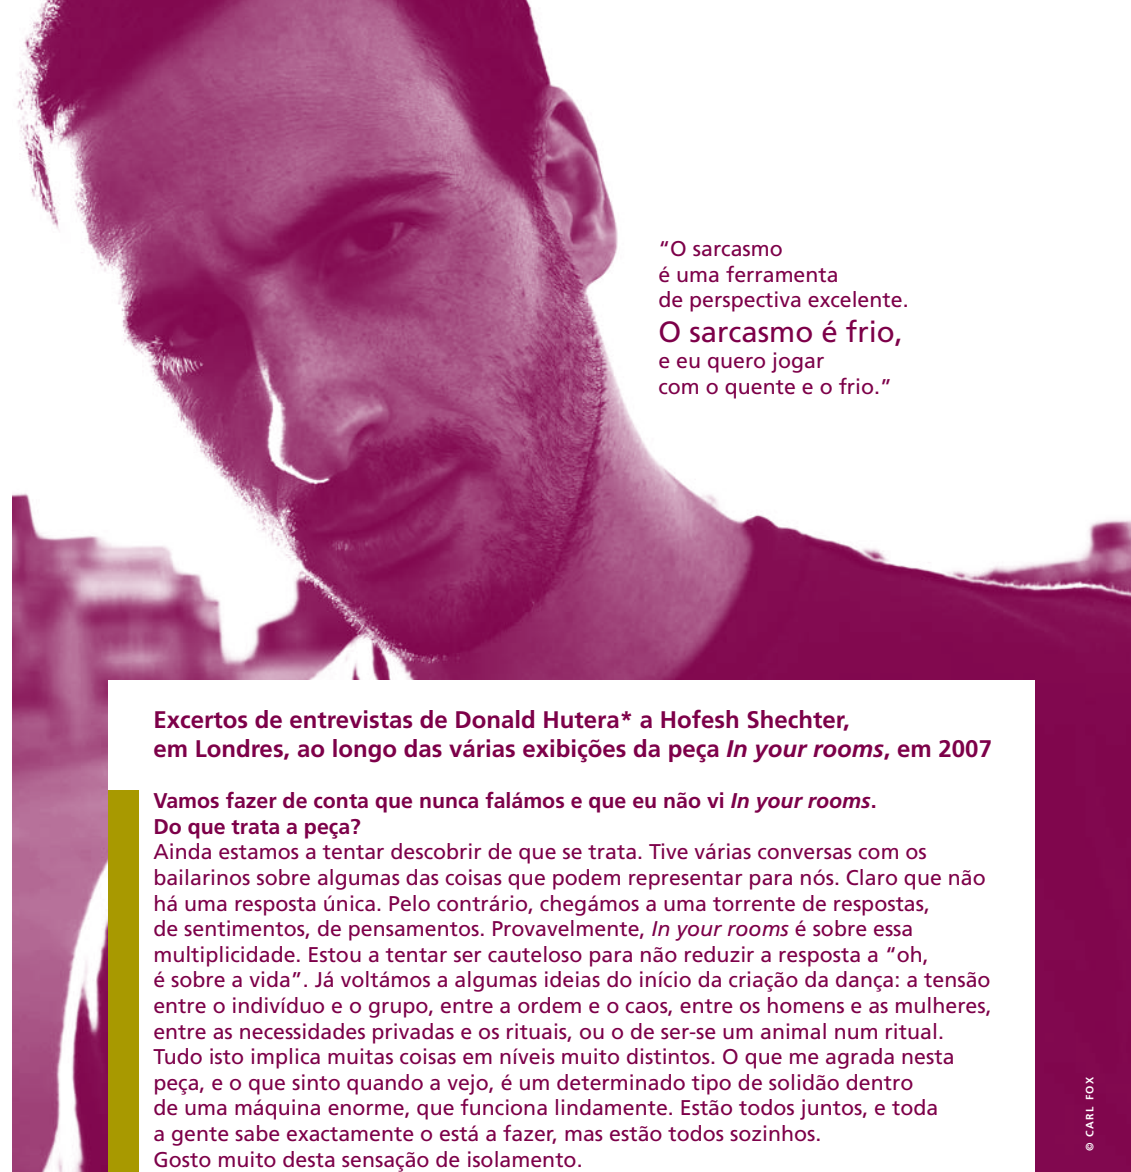 “O sarcasmo
é uma ferramenta
de perspectiva excelente.
O sarcasmo é frio,
e eu quero jogar
com o quente e o frio.”
Excertos de entrevistas de Donald Hutera* a Hofesh Shechter,
em Londres, ao longo das várias exibições da peça In your rooms, em 2007
Vamos fazer de conta que nunca falámos e que eu não vi In your rooms.
Do que trata a peça?
Ainda estamos a tentar descobrir de que se trata. Tive várias conversas com os
bailarinos sobre algumas das coisas que podem representar para nós. Claro que não
há uma resposta única. Pelo contrário, chegámos a uma torrente de respostas,
de sentimentos, de pensamentos. Provavelmente, In your rooms é sobre essa
multiplicidade. Estou a tentar ser cauteloso para não reduzir a resposta a “oh,
é sobre a vida”. Já voltámos a algumas ideias do início da criação da dança: a tensão
entre o indivíduo e o grupo, entre a ordem e o caos, entre os homens e as mulheres,
entre as necessidades privadas e os rituais, ou o de ser-se um animal num ritual.
Tudo isto implica muitas coisas em níveis muito distintos. O que me agrada nesta
peça, e o que sinto quando a vejo, é um determinado tipo de solidão dentro
de uma máquina enorme, que funciona lindamente. Estão todos juntos, e toda
a gente sabe exactamente o está a fazer, mas estão todos sozinhos.
Gosto muito desta sensação de isolamento.
© CARL FOX